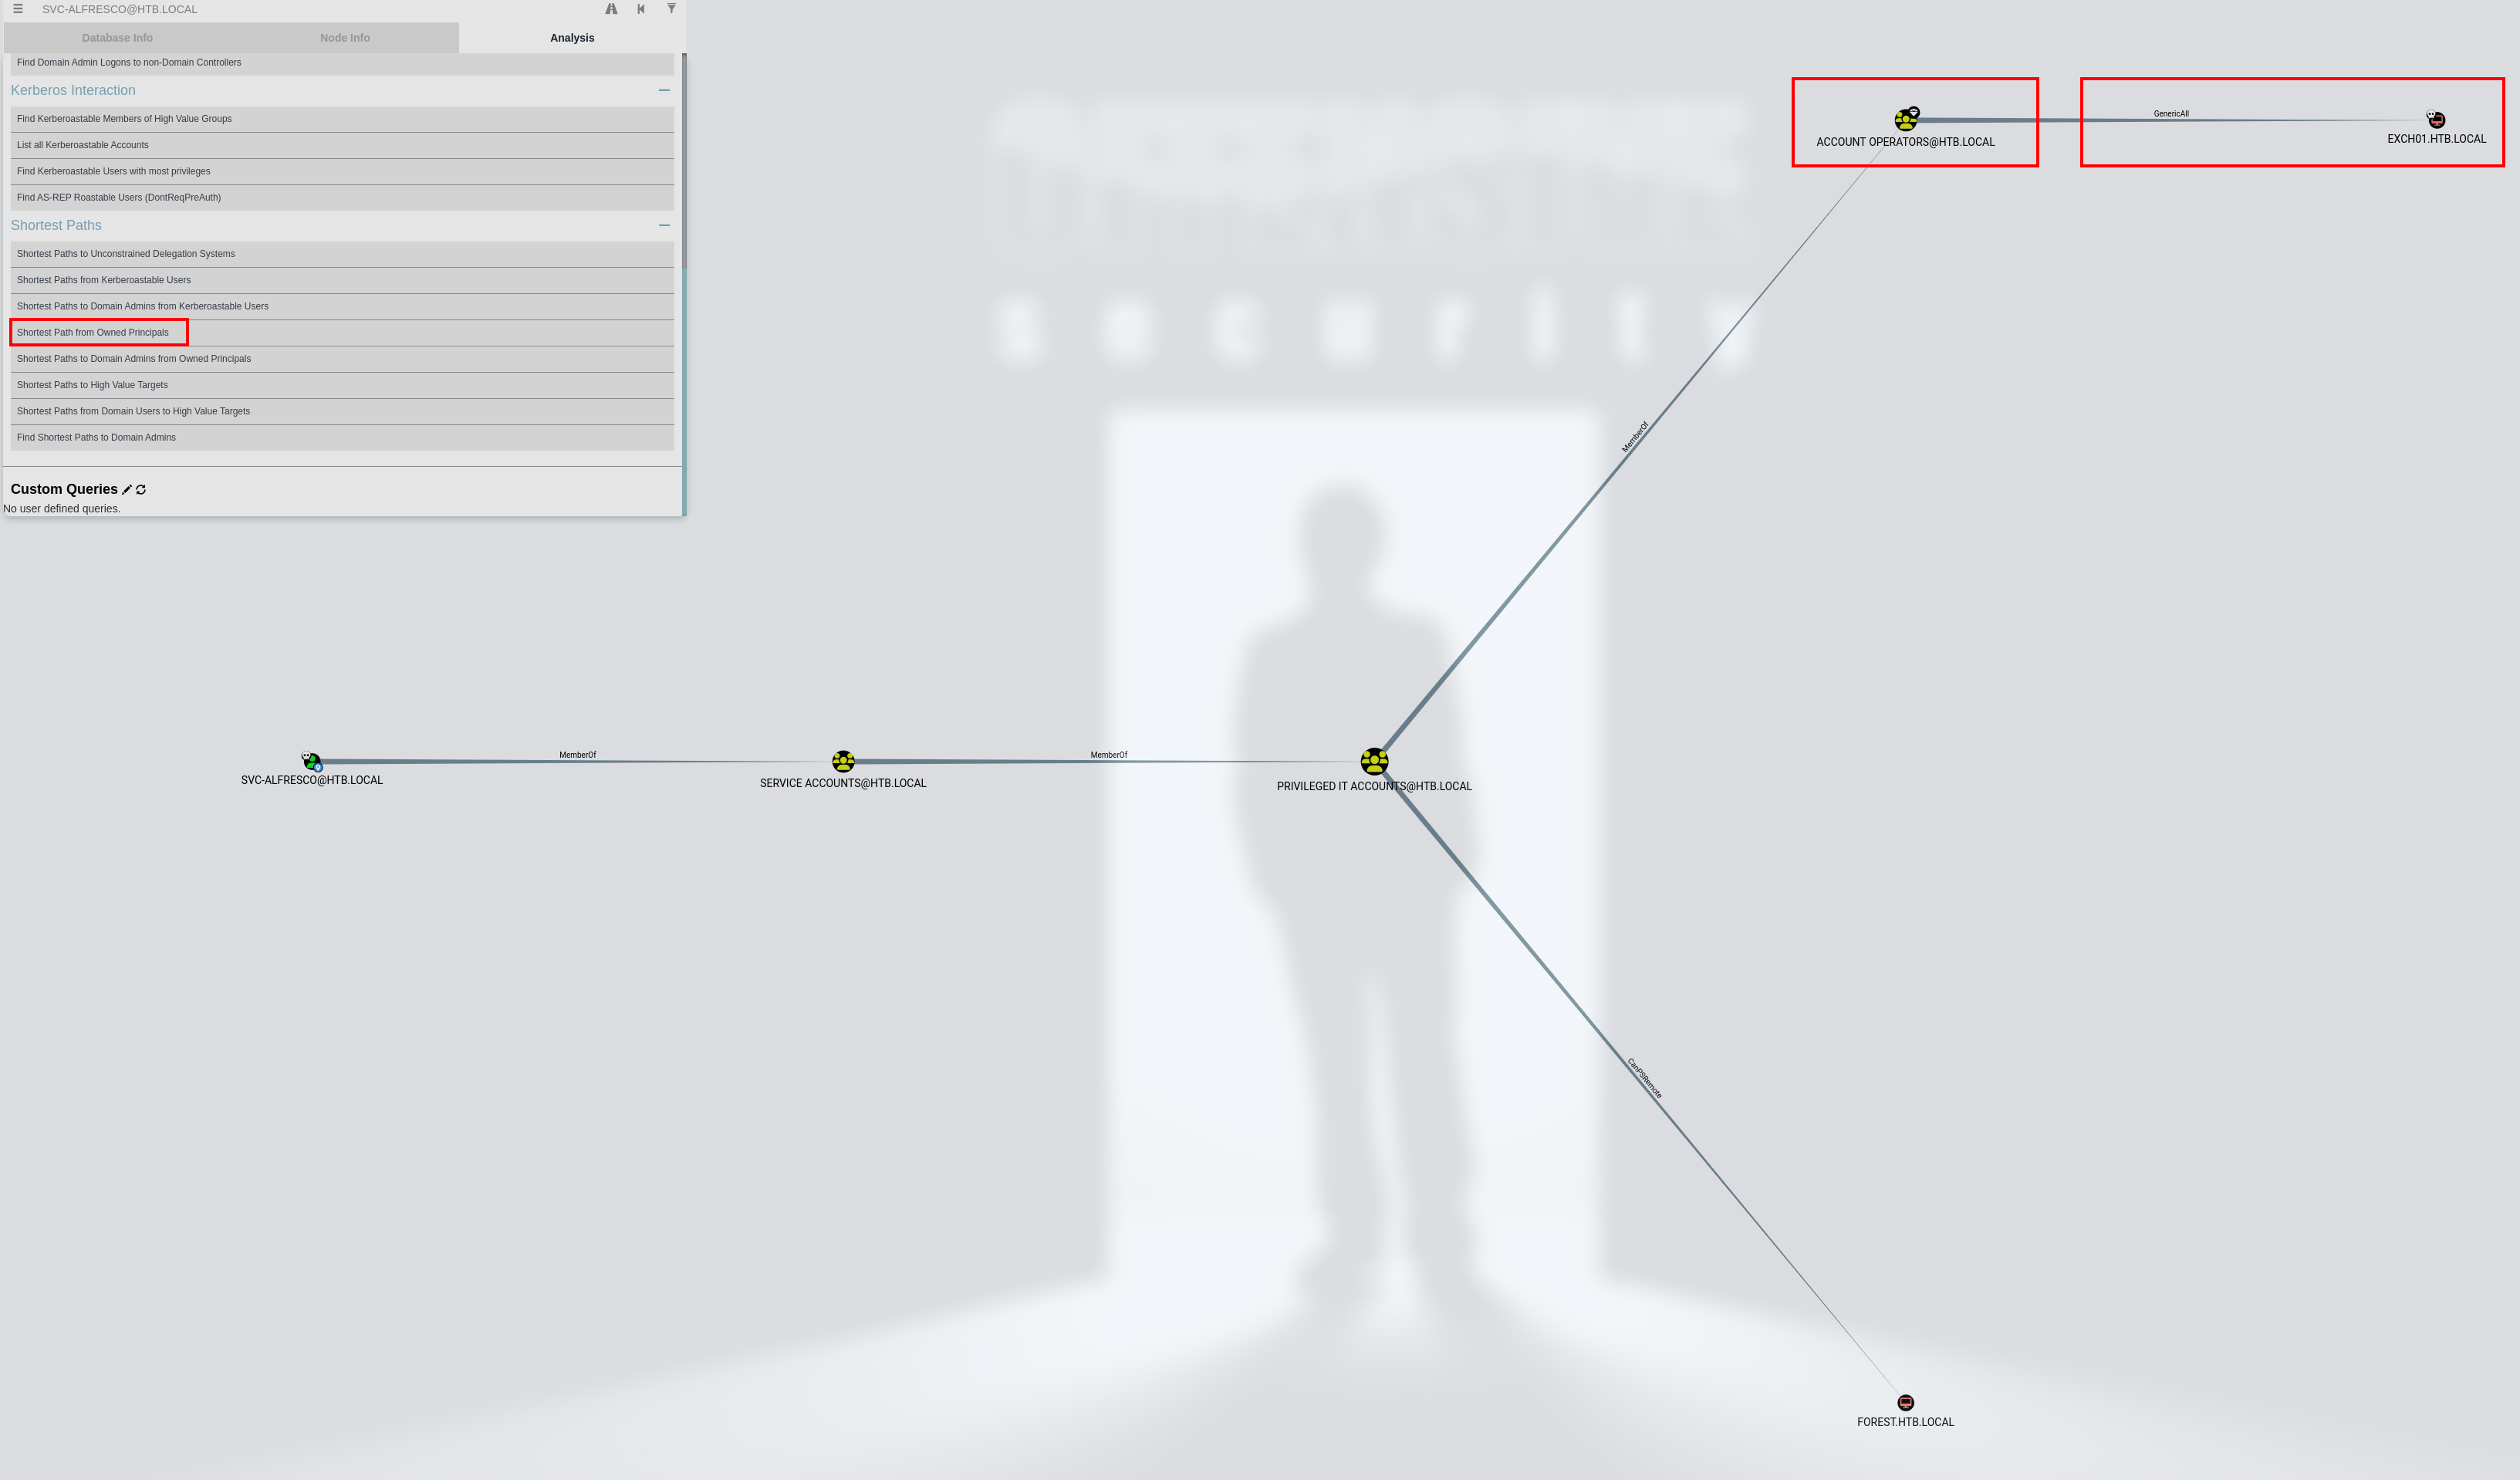 SVC-ALFRESCO@HTB.LOCAL
Database Info
Node Info
Analysis
Find Domain Admin Logons to non-Domain Controllers
Kerberos Interaction
Find Kerberoastable Members of High Value Groups
List all Kerberoastable Accounts
Find Kerberoastable Users with most privileges
Find AS-REP Roastable Users (DontReqPreAuth)
Shortest Paths
Shortest Paths to Unconstrained Delegation Systems
Shortest Paths from Kerberoastable Users
Shortest Paths to Domain Admins from Kerberoastable Users
Shortest Path from Owned Principals
Shortest Paths to Domain Admins from Owned Principals
Shortest Paths to High Value Targets
Shortest Paths from Domain Users to High Value Targets
Find Shortest Paths to Domain Admins
Custom Queries
No user defined queries.
GenericAll
ACCOUNT OPERATORS@HTB.LOCAL
EXCH01.HTB.LOCAL
security
MemberOf
MemberOf
MemberOf
SVC-ALFRESCO@HTB.LOCAL
SERVICE ACCOUNTS@HTB.LOCAL
PRIVILEGED IT ACCOUNTS@HTB.LOCAL
CanPSRemote
FOREST.HTB.LOCAL